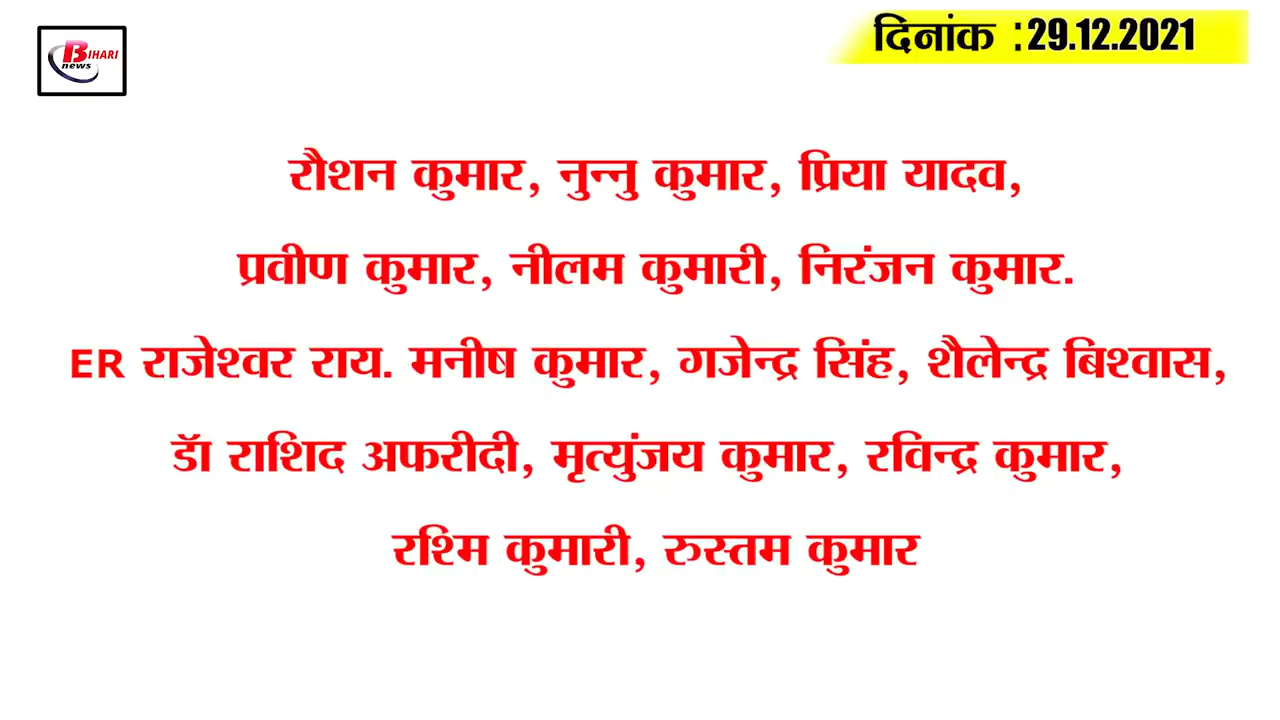 BIHARI
news
दिनांक :29.12.2021
रौशन कुमार, नुन्नु कुमार, प्रिया यादव,
प्रवीण कुमार, नीलम कुमारी, निरंजन कुमार.
ER राजेश्वर राय. मनीष कुमार, गजेन्द्र सिंह, शैलेन्द्र बिश्वास,
डॉ राशिद अफरीदी, मृत्युंजय कुमार, रविन्द्र कुमार,
रश्मि कुमारी, रुस्तम कुमार